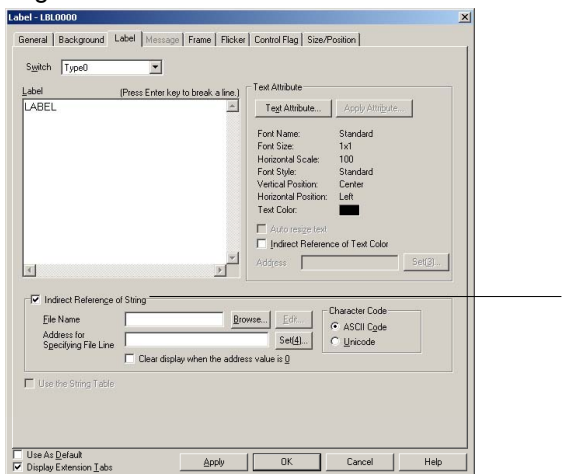 Label - LBL0000
General Background Label Message Frame Flicker Control Flag Size/Position
Switch Type0
Label (Press Enter key to break a line.)
LABEL
Text Attribute
Text Attribute... Apply Attribute...
Font Name: Standard
Font Size: 1x1
Horizontal Scale: 100
Font Style: Standard
Vertical Position: Center
Horizontal Position: Left
Text Color:
Auto resize text
Indirect Reference of Text Color
Address Set(3)...
Indirect Reference of String
File Name Browse... Edit...
Address for
Specifying File Line Set(4)...
Clear display when the address value is 0
Character Code
ASCII Code
Unicode
Use the String Table
Use As Default
Display Extension Tabs
Apply OK Cancel Help